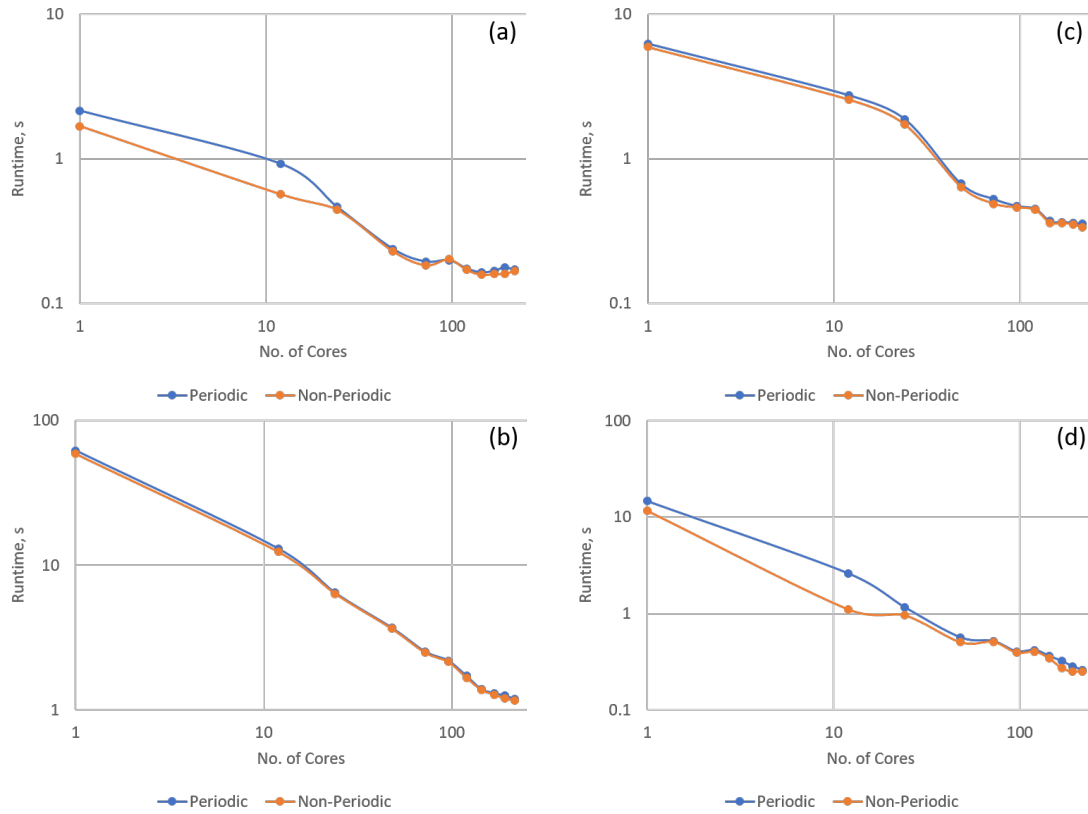 (a)
10
1
0.1
Runtime, s
1 10 100
No. of Cores
Periodic Non-Periodic
(c)
10
1
0.1
Runtime, s
1 10 100
No. of Cores
Periodic Non-Periodic
(b)
100
10
1
Runtime, s
1 10 100
No. of Cores
Periodic Non-Periodic
(d)
100
10
1
0.1
Runtime, s
1 10 100
No. of Cores
Periodic Non-Periodic